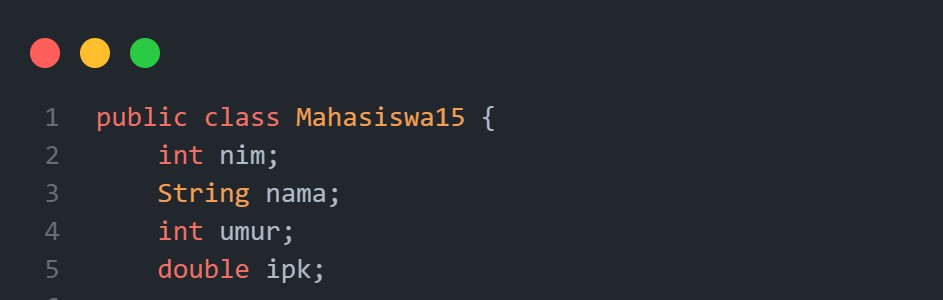 1 public class Mahasiswa15 {
2     int nim;
3     String nama;
4     int umur;
5     double ipk;